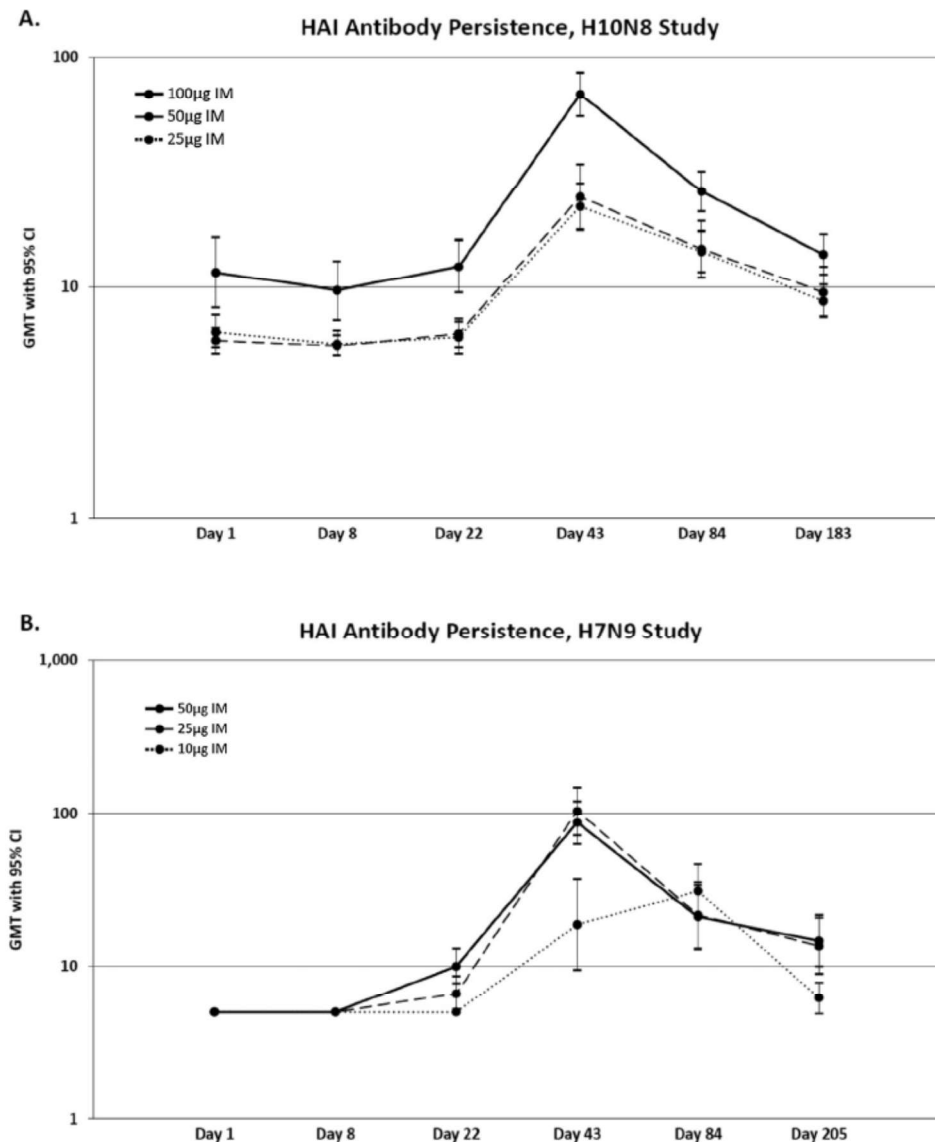 A.
HAI Antibody Persistence, H10N8 Study
100
100µg IM
50µg IM
25µg IM
10
GMT with 95% CI
1
Day 1 Day 8 Day 22 Day 43 Day 84 Day 183
B.
HAI Antibody Persistence, H7N9 Study
1,000
50µg IM
25µg IM
10µg IM
100
GMT with 95% CI
10
1
Day 1 Day 8 Day 22 Day 43 Day 84 Day 205